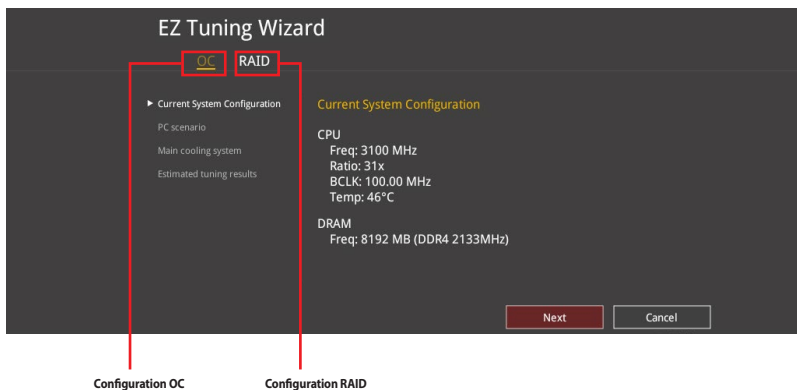 EZ Tuning Wizard
OC RAID
Current System Configuration
PC scenario
Main cooling system
Estimated tuning results
Current System Configuration
CPU
Freq: 3100 MHz
Ratio: 31x
BCLK: 100.00 MHz
Temp: 46°C
DRAM
Freq: 8192 MB (DDR4 2133MHz)
Next Cancel
Configuration OC Configuration RAID